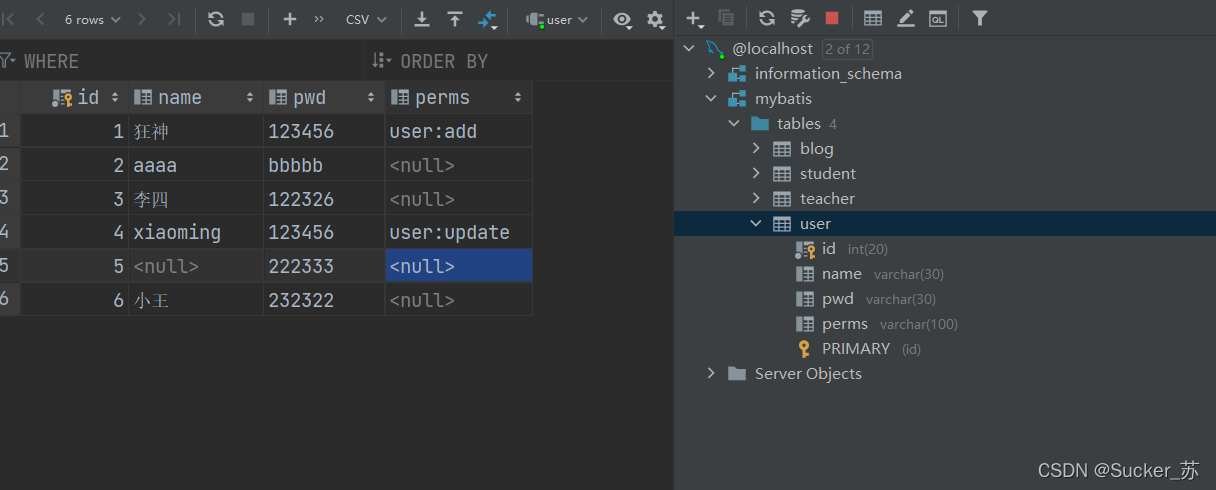 6 rows CSV user
WHERE ORDER BY
id name pwd perms
1 1 狂神 123456 user:add
2 2 aaaa bbbbb <null>
3 3 李四 122326 <null>
4 4 xiaoming 123456 user:update
5 5 <null> 222333 <null>
6 6 小王 232322 <null>
QL
@localhost 2 of 12
information_schema
mybatis
tables 4
blog
student
teacher
user
id int(20)
name varchar(30)
pwd varchar(30)
perms varchar(100)
PRIMARY (id)
Server Objects
CSDN @Sucker_苏